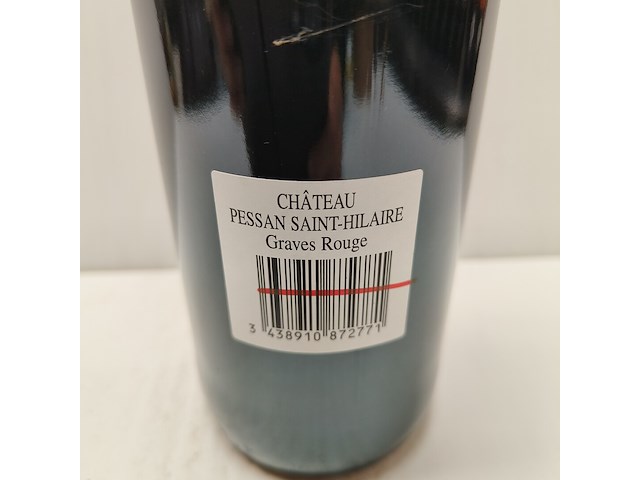 CHÂTEAU
PESSAN SAINT-HILAIRE
Graves Rouge
3 438910 872771